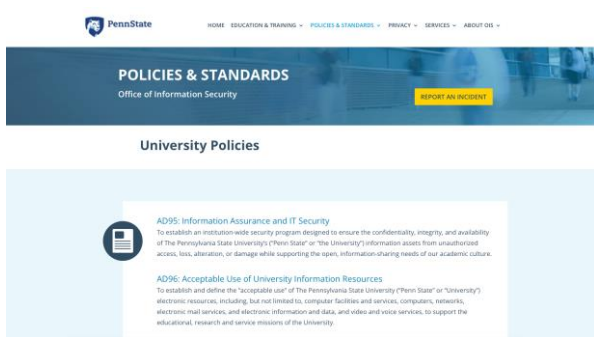 PennState
HOME EDUCATION & TRAINING POLICIES & STANDARDS PRIVACY SERVICES ABOUT OIS
POLICIES & STANDARDS
Office of Information Security
REPORT AN INCIDENT
University Policies
AD95: Information Assurance and IT Security
To establish an institution-wide security program designed to ensure the confidentiality, integrity, and availability
of The Pennsylvania State University's ("Penn State" or "the University") information assets from unauthorized
access, loss, alteration, or damage while supporting the open, information-sharing needs of our academic culture.
AD96: Acceptable Use of University Information Resources
To establish and define the "acceptable use" of The Pennsylvania State University ("Penn State" or "University")
electronic resources, including, but not limited to, computer facilities and services, computers, networks,
electronic mail services, and electronic information and data, and video and voice services, to support the
educational, research and service missions of the University.